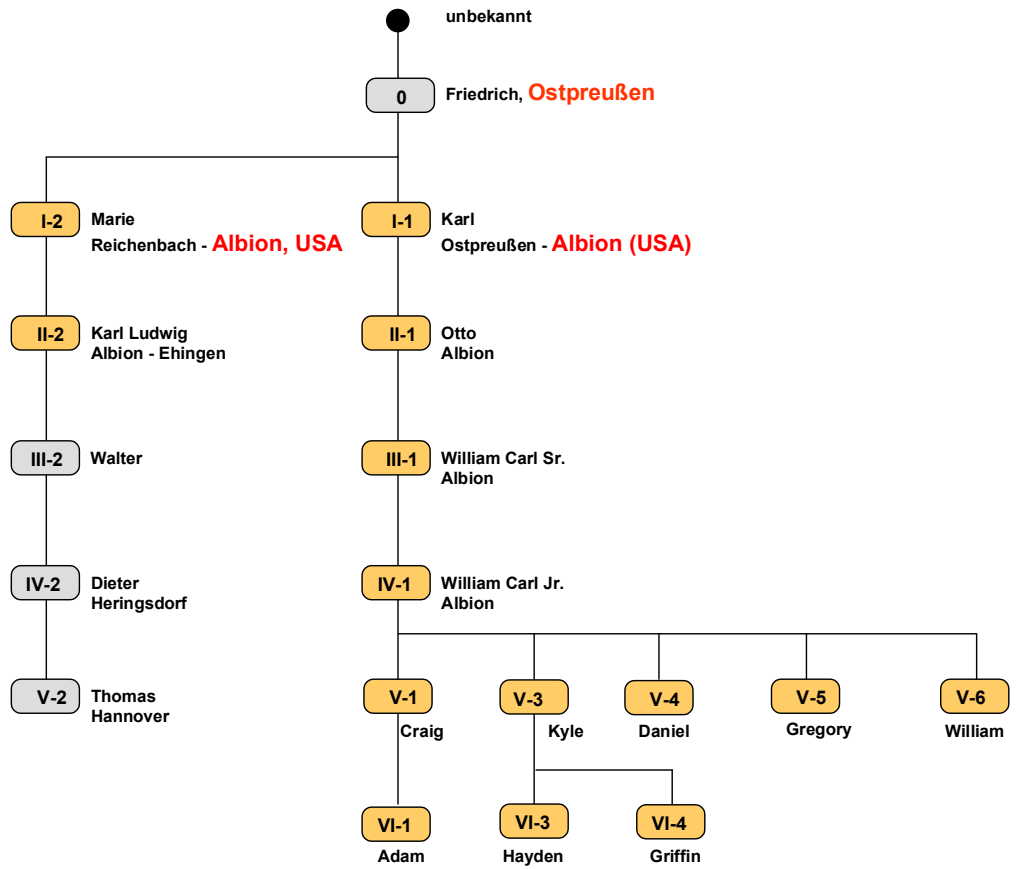 unbekannt
0
Friedrich, Ostpreußen
I-2
Marie
Reichenbach - Albion, USA
I-1
Karl
Ostpreußen - Albion (USA)
II-2
Karl Ludwig
Albion - Ehingen
II-1
Otto
Albion
III-2
Walter
III-1
William Carl Sr.
Albion
IV-2
Dieter
Heringsdorf
IV-1
William Carl Jr.
Albion
V-2
Thomas
Hannover
V-1
Craig
V-3
Kyle
V-4
Daniel
V-5
Gregory
V-6
William
VI-1
Adam
VI-3
Hayden
VI-4
Griffin